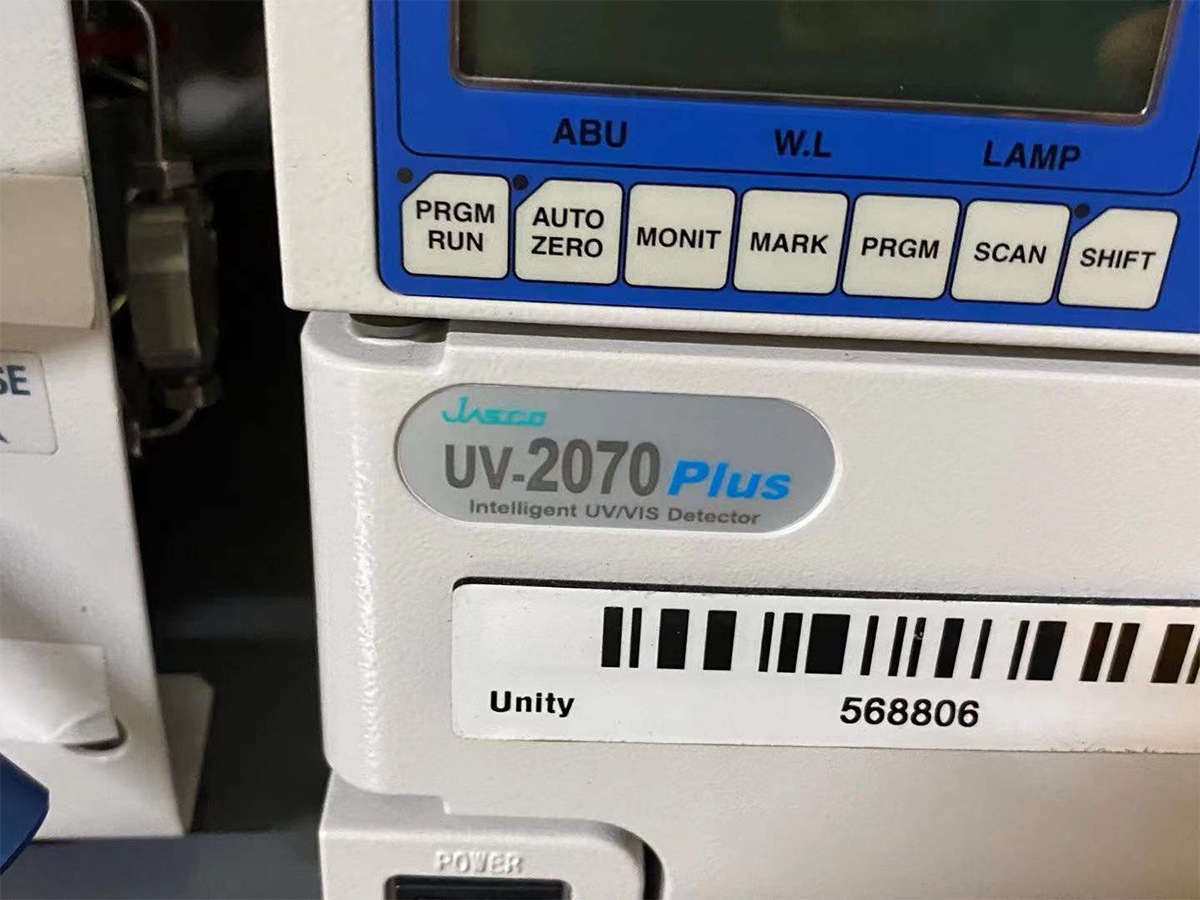 ABU W.L LAMP
PRGM RUN
AUTO ZERO
MONIT
MARK
PRGM
SCAN
SHIFT
SE
JASCO
UV-2070 Plus
Intelligent UV/VIS Detector
Unity 568806
POWER